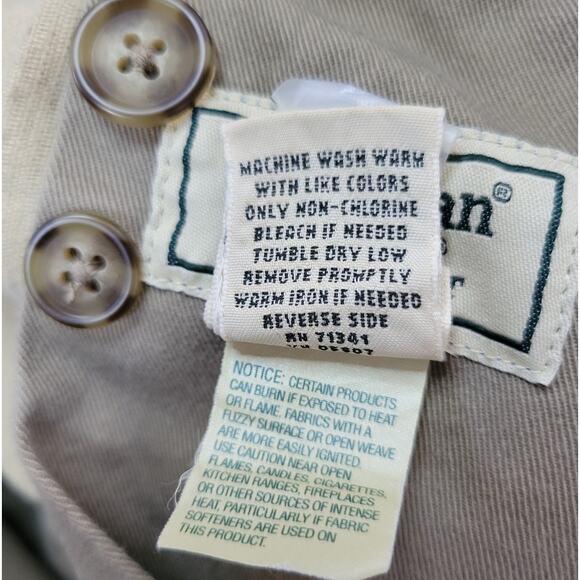 MACHINE WASH WARM
WITH LIKE COLORS
ONLY NON-CHLORINE
BLEACH IF NEEDED
TUMBLE DRY LOW
REMOVE PROMPTLY
WARM IRON IF NEEDED
REVERSE SIDE
RN 71341
an®
®
NOTICE: CERTAIN PRODUCTS
CAN BURN IF EXPOSED TO HEAT
OR FLAME. FABRICS WITH A
FUZZY SURFACE OR OPEN WEAVE
ARE MORE EASILY IGNITED.
USE CAUTION NEAR OPEN
FLAMES, CANDLES, CIGARETTES,
KITCHEN RANGES, FIREPLACES
OR OTHER SOURCES OF INTENSE
HEAT, PARTICULARLY IF FABRIC
SOFTENERS ARE USED ON
THIS PRODUCT.